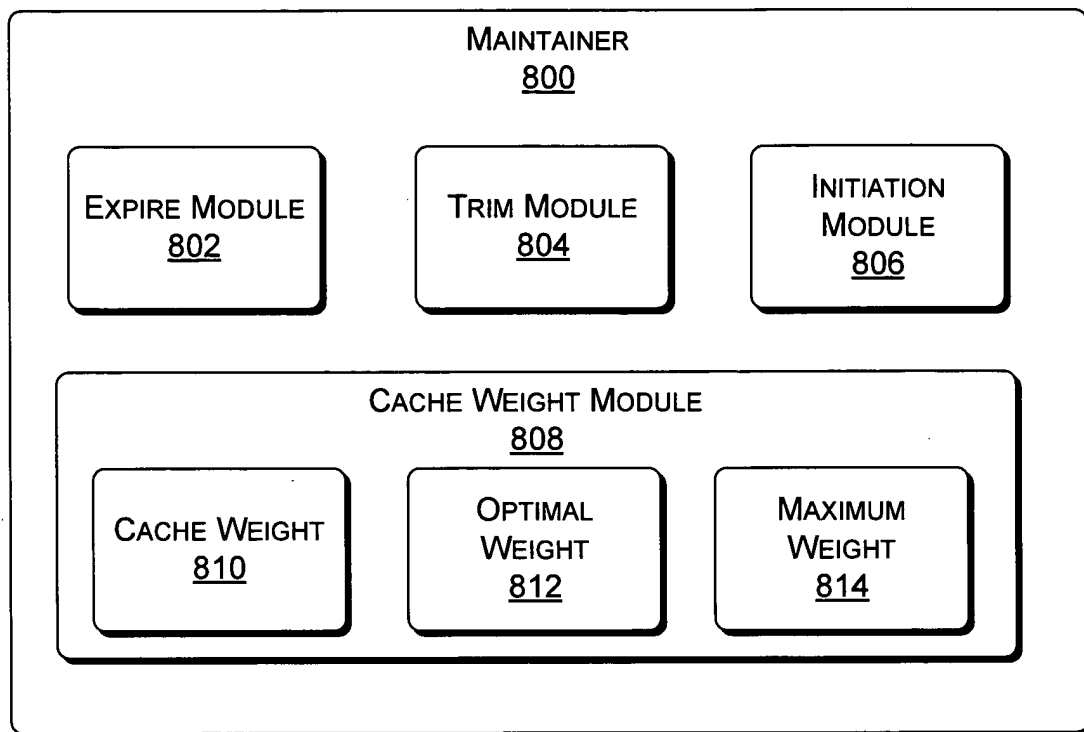 MAINTAINER
800
EXPIRE MODULE
802
TRIM MODULE
804
INITIATION
MODULE
806
CACHE WEIGHT MODULE
808
CACHE WEIGHT
810
OPTIMAL
WEIGHT
812
MAXIMUM
WEIGHT
814